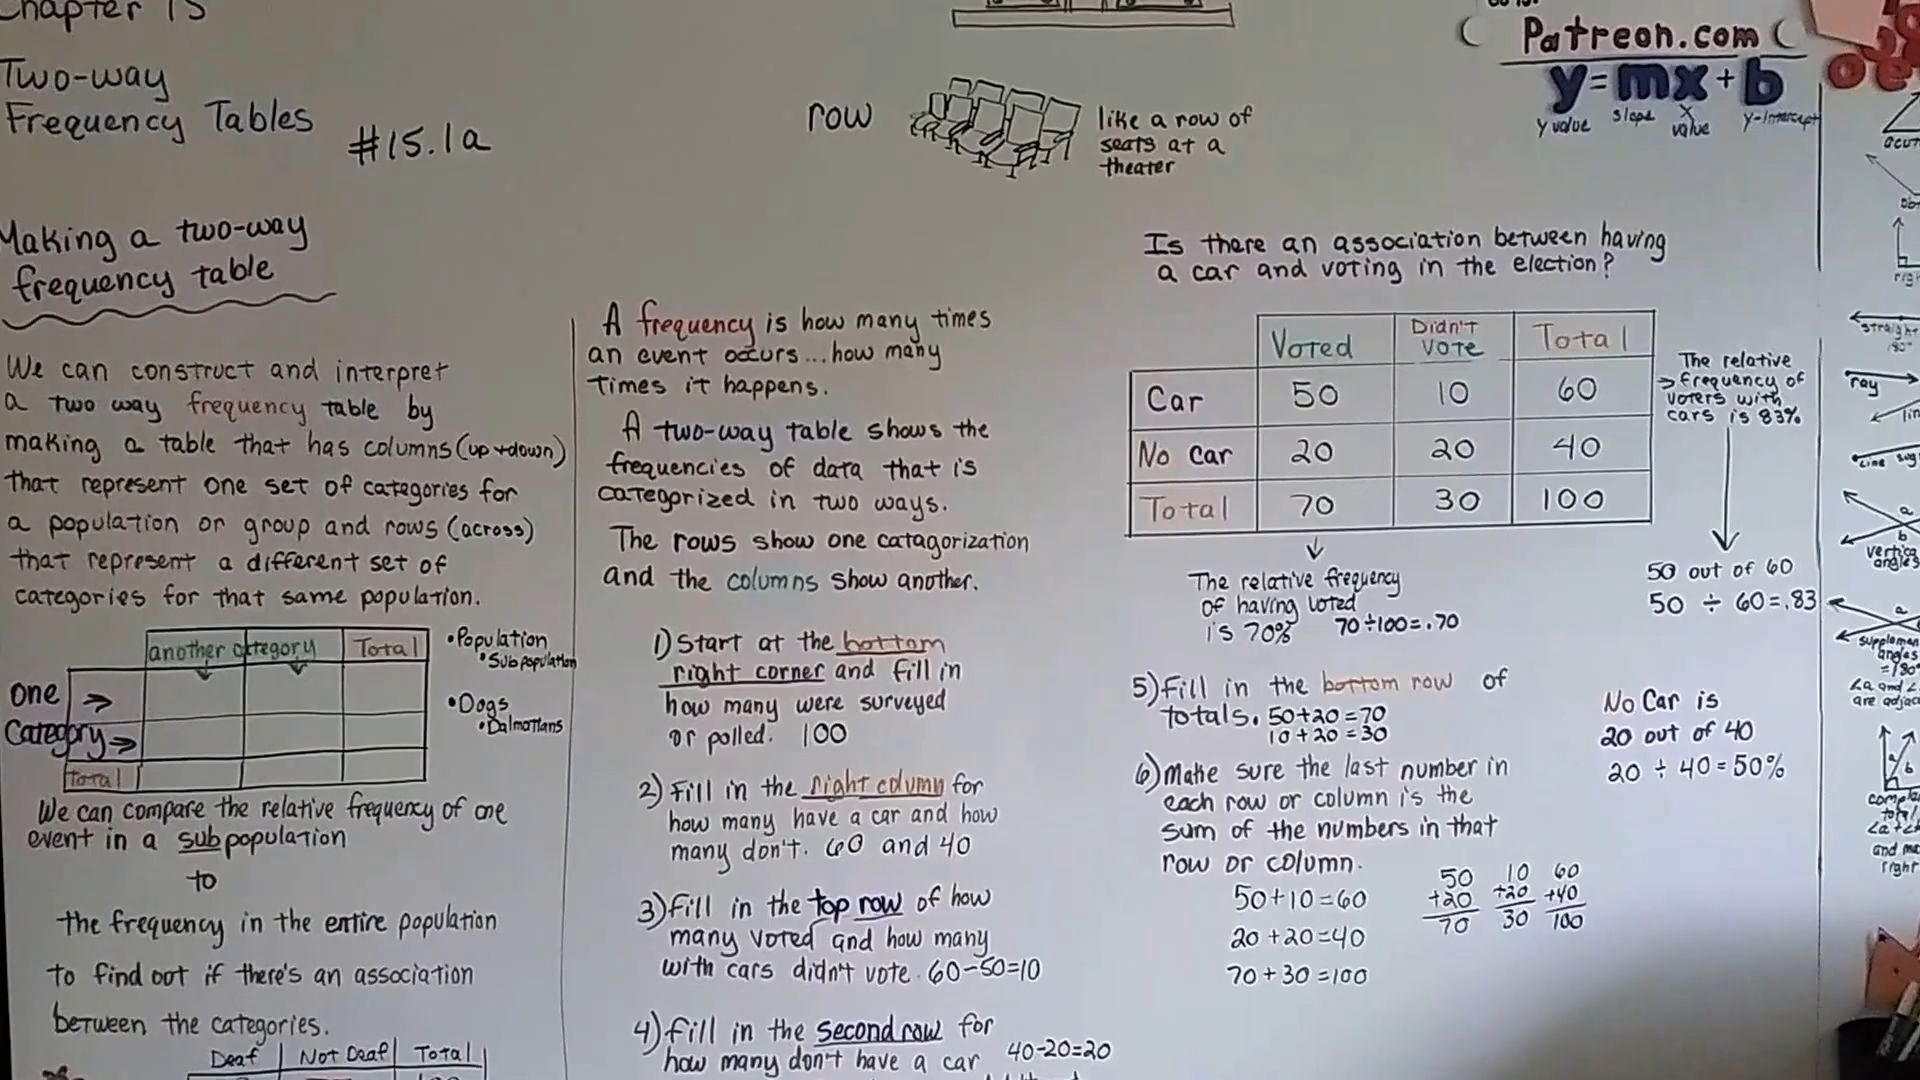 Chapter 15
Two-way
Frequency Tables
#15.1a
Making a two-way
frequency table
We can construct and interpret
a two way frequency table by
making a table that has columns (up+down)
that represent one set of categories for
a population or group and rows (across)
that represent a different set of
categories for that same population.
another category Total
one
category
Total
•Population
•Subpopulation
•Dogs
•Dalmatians
We can compare the relative frequency of one
event in a subpopulation
to
the frequency in the entire population
to find out if there's an association
between the categories.
Deaf Not Deaf Total
row
like a row of
seats at a
theater
A frequency is how many times
an event occurs...how many
times it happens.
A two-way table shows the
frequencies of data that is
categorized in two ways.
The rows show one catagorization
and the columns show another.
1) Start at the bottom
right corner and fill in
how many were surveyed
or polled. 100
2) Fill in the right column for
how many have a car and how
many don't. 60 and 40
3) Fill in the top row of how
many voted and how many
with cars didn't vote. 60-50=10
4) Fill in the second row for
how many don't have a car 40-20=20
Patreon.com
y=mx+b
y value slope x value y-intercept
Is there an association between having
a car and voting in the election?
Voted Didn't vote Total
Car 50 10 60
No car 20 20 40
Total 70 30 100
The relative
frequency of
voters with
cars is 83%
50 out of 60
50 ÷ 60=.83
The relative frequency
of having voted
is 70% 70÷100=.70
5) Fill in the bottom row of
totals. 50+20=70
10+20=30
6) Make sure the last number in
each row or column is the
sum of the numbers in that
row or column.
50+10=60
20+20=40
70+30=100
50 10 60
+20 +20 +40
70 30 100
No Car is
20 out of 40
20 ÷ 40=50%
straight
180°
ray
vertical
angles
a
b
are adjac
right